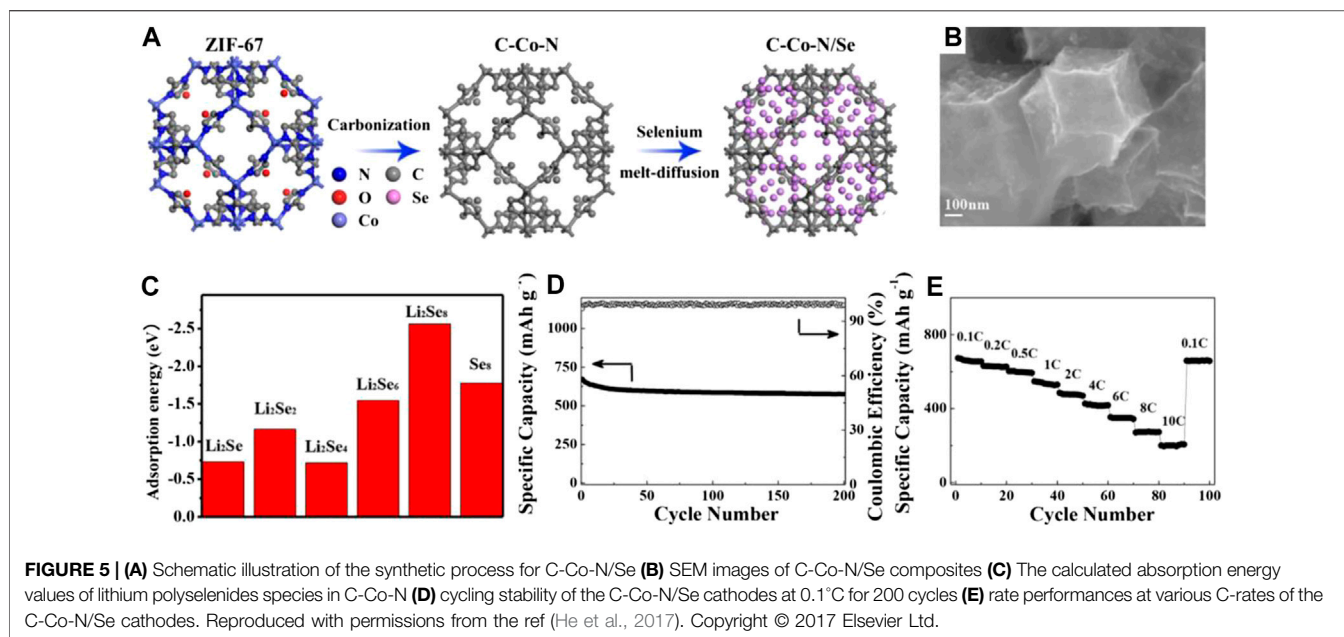 A
ZIF-67
C-Co-N
C-Co-N/Se
Carbonization
Selenium
melt-diffusion
N
C
O
Se
Co
B
100nm
C
Adsorption energy (eV)
-2.5
-2.0
-1.5
-1.0
-0.5
0.0
Li₂Se
Li₂Se₂
Li₂Se₄
Li₂Se₆
Li₂Se₈
Se₈
D
Specific Capacity (mAh g⁻¹)
1000
750
500
250
0
0 50 100 150 200
Cycle Number
90
60
30
0
Coulombic Efficiency (%)
E
Specific Capacity (mAh g⁻¹)
800
400
0
0.1C
0.2C
0.5C
1C
2C
4C
6C
8C
10C
0.1C
0 20 40 60 80 100
Cycle Number
FIGURE 5 | (A) Schematic illustration of the synthetic process for C-Co-N/Se (B) SEM images of C-Co-N/Se composites (C) The calculated absorption energy
values of lithium polyselenides species in C-Co-N (D) cycling stability of the C-Co-N/Se cathodes at 0.1°C for 200 cycles (E) rate performances at various C-rates of the
C-Co-N/Se cathodes. Reproduced with permissions from the ref (He et al., 2017). Copyright © 2017 Elsevier Ltd.